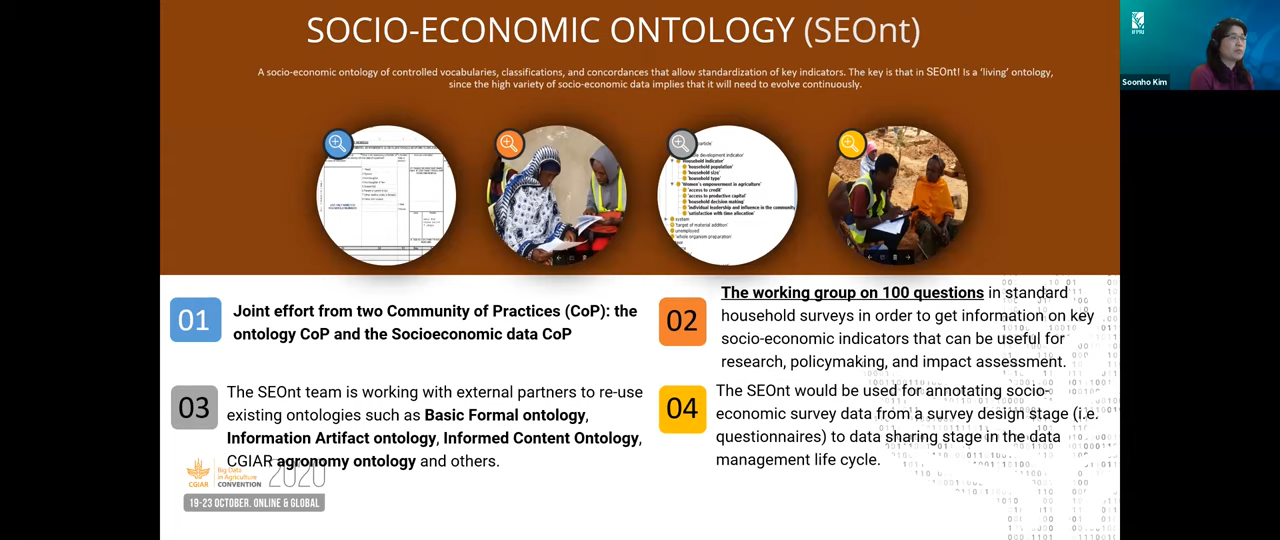 SOCIO-ECONOMIC ONTOLOGY (SEOnt)
A socio-economic ontology of controlled vocabularies, classifications, and concordances that allow standardization of key indicators. The key is that in SEOnt! Is a 'living' ontology,
since the high variety of socio-economic data implies that it will need to evolve continuously.
IFPRI
Soonho Kim
'household indicator'
'household population'
'household size'
'household type'
'Women's empowerment in agriculture'
'access to credit'
'access to productive capital'
'household decision making'
'individual leadership and influence in the community
'satisfaction with time allocation'
system
'target of material addition'
unemployed
'whole organism preparation'
01
Joint effort from two Community of Practices (CoP): the
ontology CoP and the Socioeconomic data CoP
02
The working group on 100 questions in standard
household surveys in order to get information on key
socio-economic indicators that can be useful for
research, policymaking, and impact assessment.
03
The SEOnt team is working with external partners to re-use
existing ontologies such as Basic Formal ontology,
Information Artifact ontology, Informed Content Ontology,
CGIAR agronomy ontology and others.
04
The SEOnt would be used for annotating socio-
economic survey data from a survey design stage (i.e.
questionnaires) to data sharing stage in the data
management life cycle.
CGIAR
Big Data
in Agriculture
CONVENTION
2020
19-23 OCTOBER, ONLINE & GLOBAL